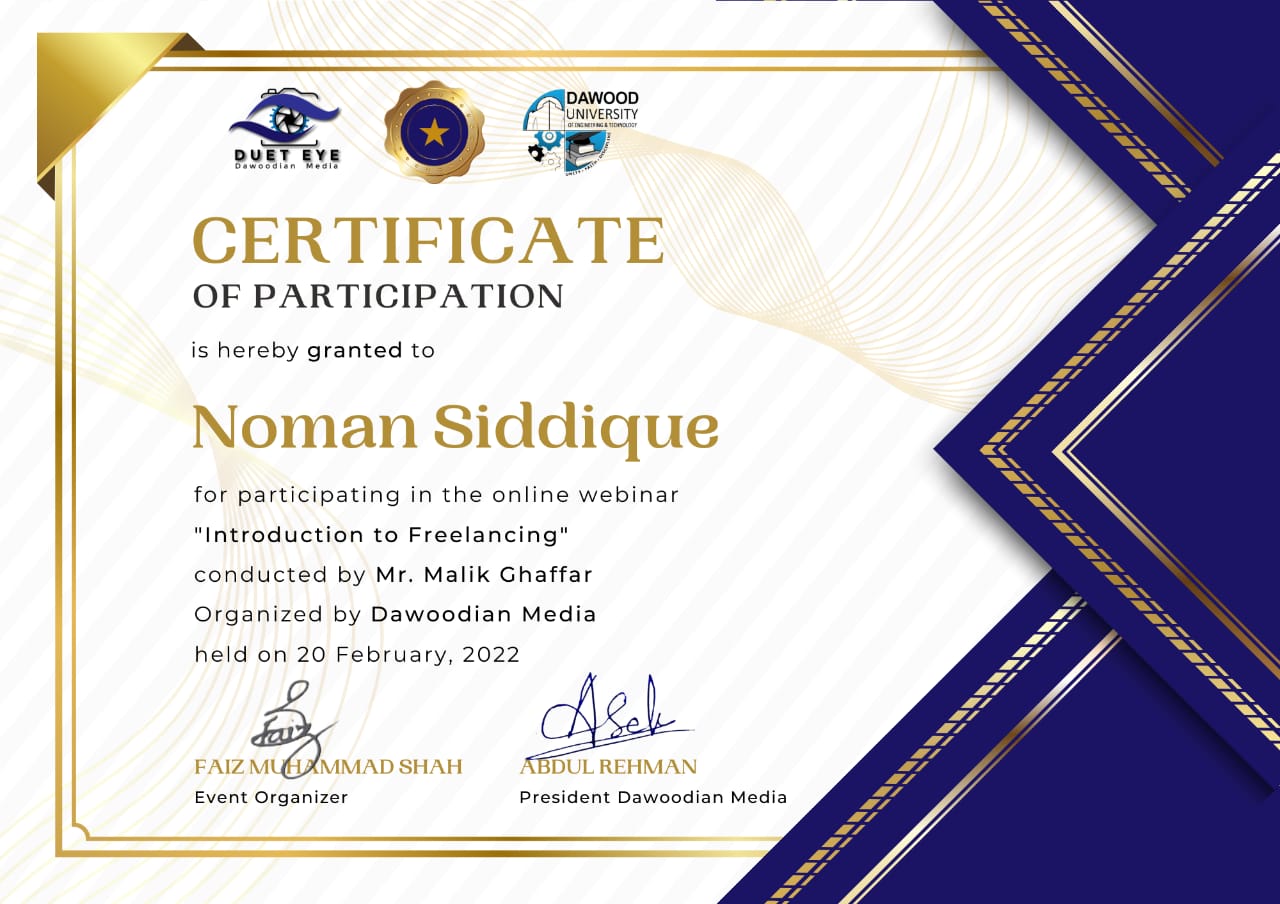 DUET EYE
Dawoodian Media
DAWOOD
UNIVERSITY
OF ENGINEERING & TECHNOLOGY
CERTIFICATE
OF PARTICIPATION
is hereby granted to
Noman Siddique
for participating in the online webinar
"Introduction to Freelancing"
conducted by Mr. Malik Ghaffar
Organized by Dawoodian Media
held on 20 February, 2022
Faiz
FAIZ MUHAMMAD SHAH
Event Organizer
ABDUL REHMAN
President Dawoodian Media